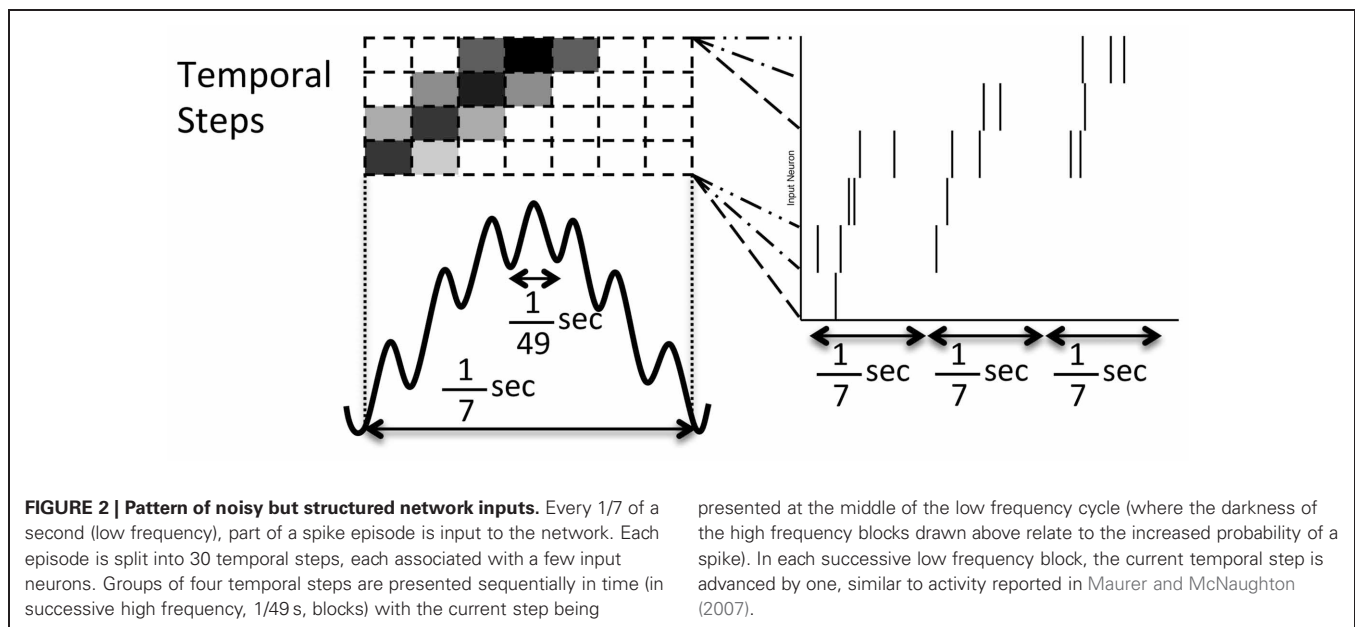 Temporal
Steps
Input Neuron
1/49 sec
1/7 sec
1/7 sec 1/7 sec 1/7 sec
FIGURE 2 | Pattern of noisy but structured network inputs. Every 1/7 of a
second (low frequency), part of a spike episode is input to the network. Each
episode is split into 30 temporal steps, each associated with a few input
neurons. Groups of four temporal steps are presented sequentially in time (in
successive high frequency, 1/49 s, blocks) with the current step being
presented at the middle of the low frequency cycle (where the darkness of
the high frequency blocks drawn above relate to the increased probability of a
spike). In each successive low frequency block, the current temporal step is
advanced by one, similar to activity reported in Maurer and McNaughton
(2007).